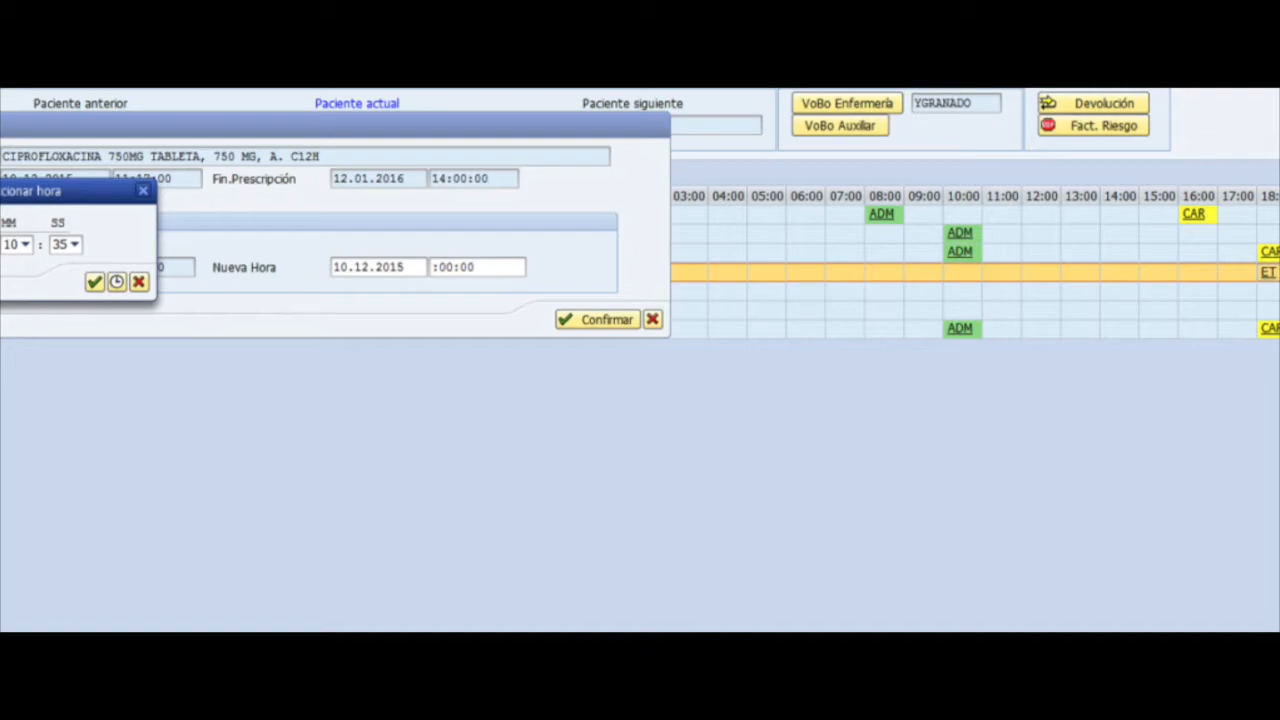 Paciente anterior Paciente actual Paciente siguiente VoBo Enfermería YGRANADO Devolución
VoBo Auxiliar Fact. Riesgo
CIPROFLOXACINA 750MG TABLETA, 750 MG, A. C12H
Fin.Prescripción 12.01.2016 14:00:00
cionar hora
03:00 04:00 05:00 06:00 07:00 08:00 09:00 10:00 11:00 12:00 13:00 14:00 15:00 16:00 17:00 18:
ADM CAR
MM SS
ADM
10 : 35
ADM CAR
0 Nueva Hora 10.12.2015 :00:00 ET
Confirmar
ADM CAR